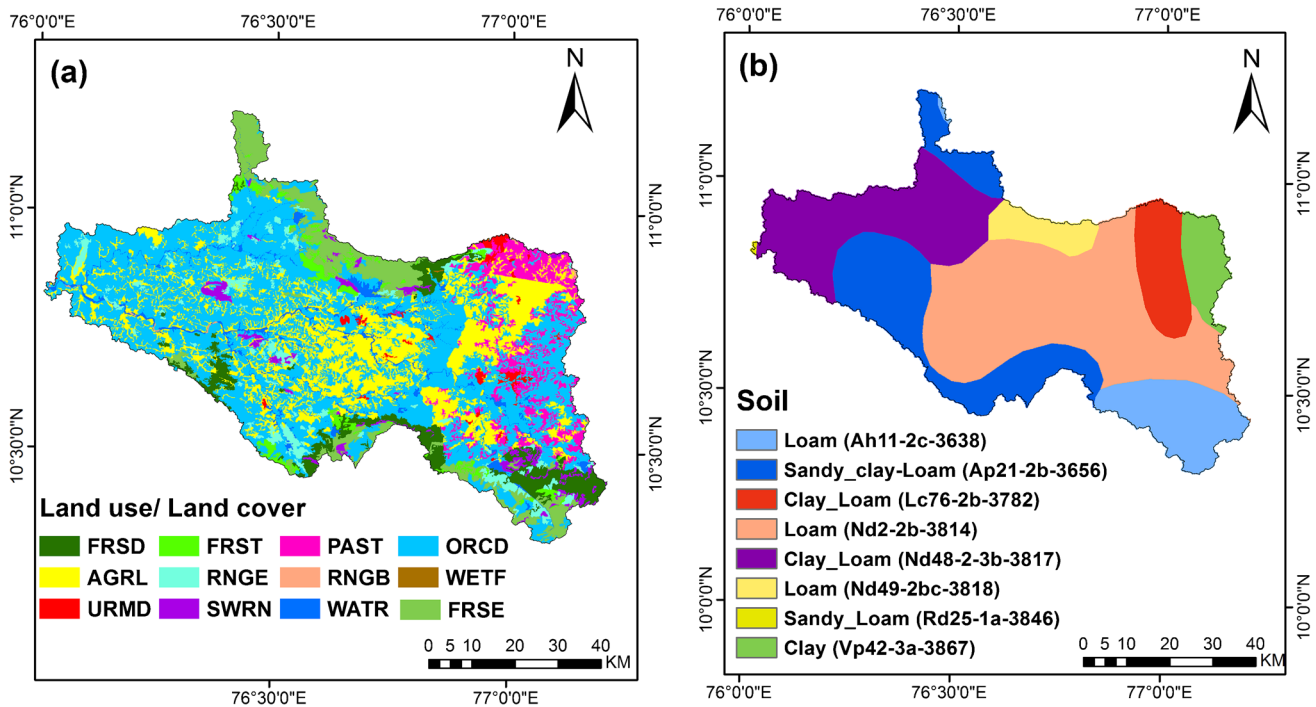 76°0'0"E 76°30'0"E 77°0'0"E
(a)
N
11°0'0"N
11°0'0"N
10°30'0"N
10°30'0"N
Land use/ Land cover
FRSD FRST PAST ORCD
AGRL RNGE RNGB WETF
URMD SWRN WATR FRSE
0 5 10 20 30 40
KM
76°30'0"E 77°0'0"E
76°0'0"E 76°30'0"E 77°0'0"E
(b)
N
11°0'0"N
11°0'0"N
10°30'0"N
10°30'0"N
10°0'0"N
10°0'0"N
Soil
Loam (Ah11-2c-3638)
Sandy_clay-Loam (Ap21-2b-3656)
Clay_Loam (Lc76-2b-3782)
Loam (Nd2-2b-3814)
Clay_Loam (Nd48-2-3b-3817)
Loam (Nd49-2bc-3818)
Sandy_Loam (Rd25-1a-3846)
Clay (Vp42-3a-3867)
0 5 10 20 30 40
KM
76°0'0"E 76°30'0"E 77°0'0"E